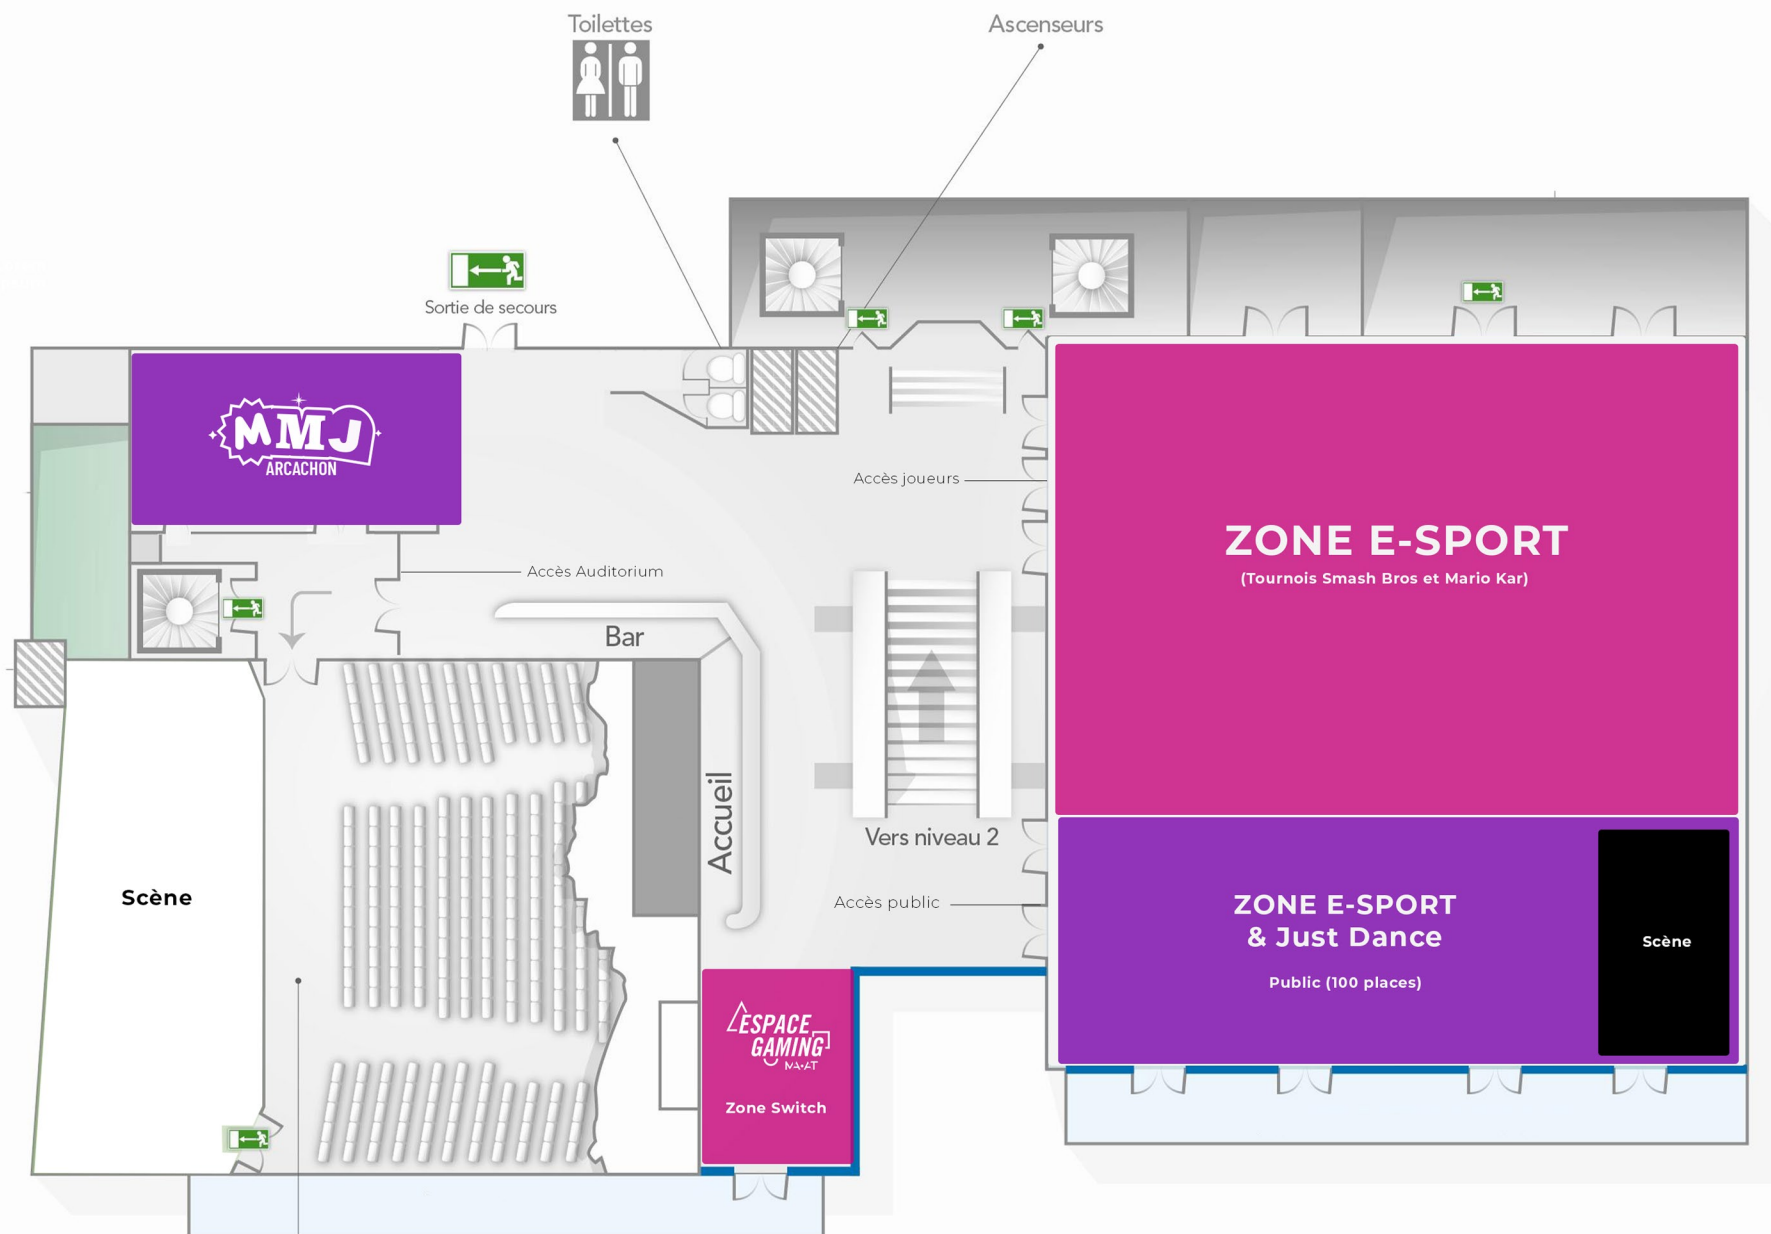 Toilettes
Ascenseurs
Sortie de secours
MMJ
ARCACHON
Accès joueurs
ZONE E-SPORT
(Tournois Smash Bros et Mario Kar)
Accès Auditorium
Bar
Accueil
Vers niveau 2
Accès public
Scène
ZONE E-SPORT
& Just Dance
Public (100 places)
Scène
ESPACE
GAMING
MA.AT
Zone Switch